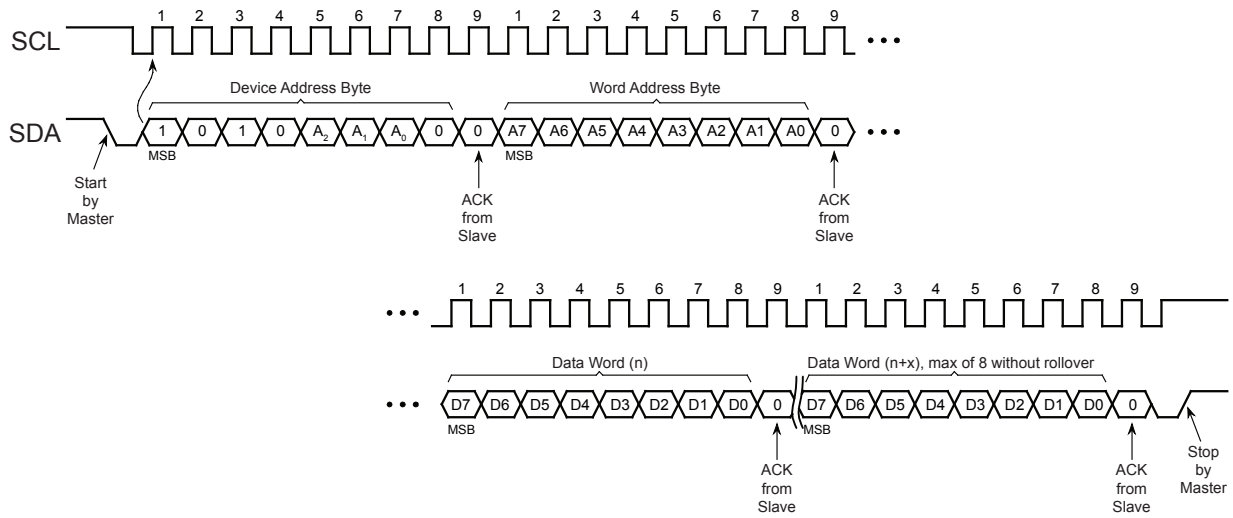 1 2 3 4 5 6 7 8 9 1 2 3 4 5 6 7 8 9
SCL
Device Address Byte Word Address Byte
SDA 1 0 1 0 A₂ A₁ A₀ 0 0 A7 A6 A5 A4 A3 A2 A1 A0 0
MSB MSB
Start
by
Master
ACK
from
Slave
ACK
from
Slave
1 2 3 4 5 6 7 8 9 1 2 3 4 5 6 7 8 9
Data Word (n) Data Word (n+x), max of 8 without rollover
D7 D6 D5 D4 D3 D2 D1 D0 0 D7 D6 D5 D4 D3 D2 D1 D0 0
MSB MSB
ACK
from
Slave
ACK
from
Slave
Stop
by
Master